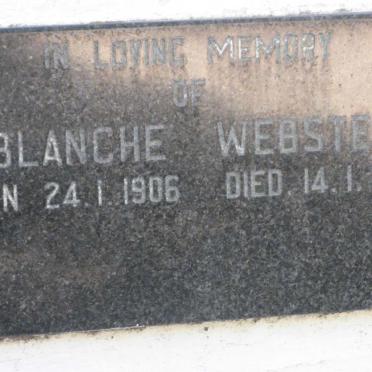 IN LOVING MEMORY
OF
BLANCHE WEBSTE
N 24.1.1906 DIED 14.1.